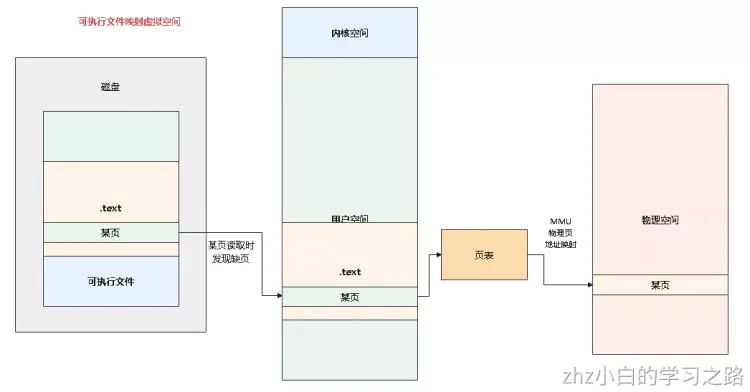 可执行文件映射虚拟空间
内核空间
磁盘
.text
某页
可执行文件
某页读取时
发现缺页
用户空间
.text
某页
页表
MMU
物理页
地址映射
物理空间
某页
zhz小白的学习之路